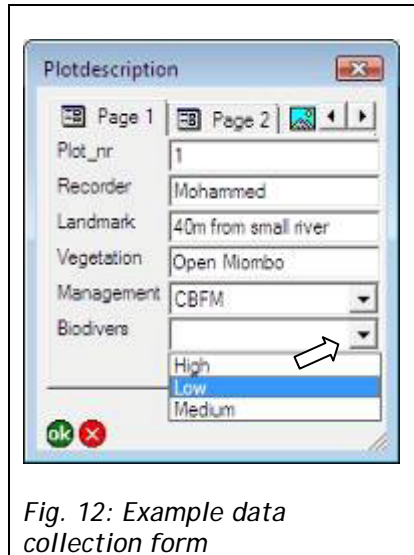 Plotdescription
Page 1 Page 2
Plot_nr 1
Recorder Mohammed
Landmark 40m from small river
Vegetation Open Miombo
Management CBFM
Biodivers
High
Low
Medium
ok
Fig. 12: Example data
collection form